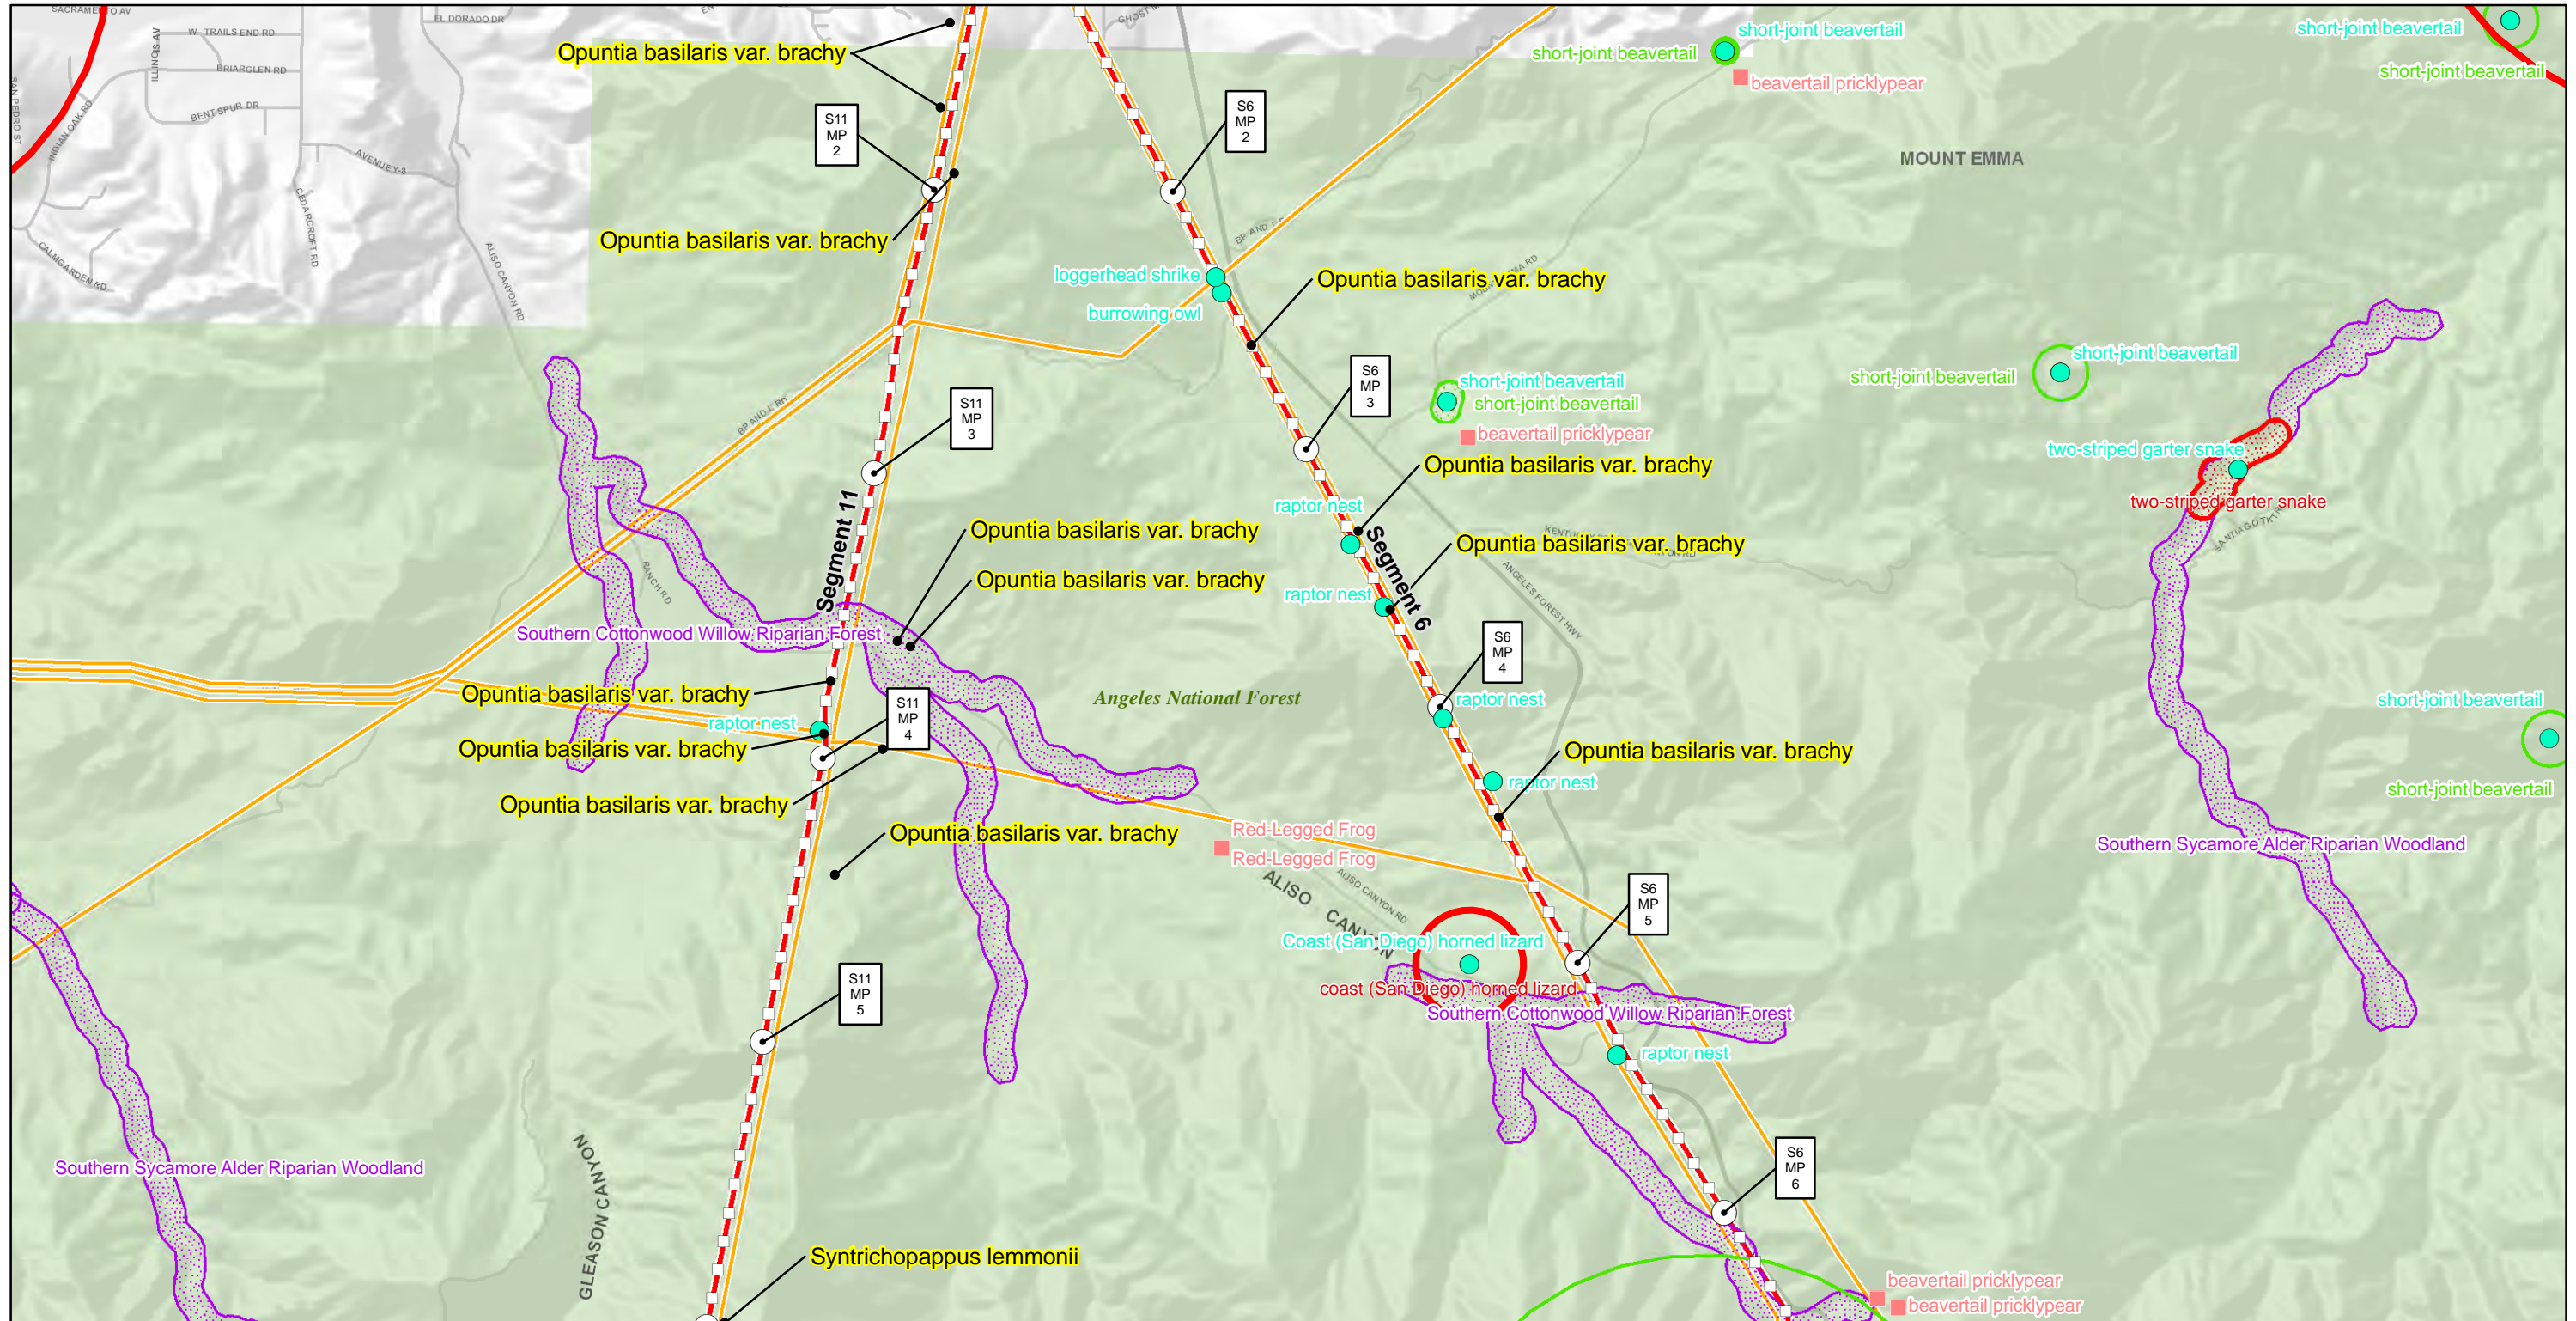 SACRAMENTO AV
EL DORADO DR
W TRAILS END RD
ILLINOIS AV
BRIARGLEN RD
BENT SPUR DR
SAN PEDRO ST
INDIAN OAK RD
AVENUE Y-8
CEDARCROFT RD
CALMGARDEN RD
ALISO CANYON RD
Opuntia basilaris var. brachy
S11
MP
2
Opuntia basilaris var. brachy
S6
MP
2
short-joint beavertail
short-joint beavertail
beavertail pricklypear
short-joint beavertail
short-joint beavertail
MOUNT EMMA
loggerhead shrike
burrowing owl
Opuntia basilaris var. brachy
S6
MP
3
S11
MP
3
short-joint beavertail
short-joint beavertail
beavertail pricklypear
short-joint beavertail
short-joint beavertail
two-striped garter snake
two-striped garter snake
Opuntia basilaris var. brachy
raptor nest
Segment 11
Segment 6
Opuntia basilaris var. brachy
Opuntia basilaris var. brachy
Opuntia basilaris var. brachy
raptor nest
RANCH RD
ANGELES FOREST HWY
Southern Cottonwood Willow Riparian Forest
S6
MP
4
Opuntia basilaris var. brachy
Angeles National Forest
raptor nest
raptor nest
S11
MP
4
Opuntia basilaris var. brachy
Opuntia basilaris var. brachy
Opuntia basilaris var. brachy
raptor nest
short-joint beavertail
short-joint beavertail
Opuntia basilaris var. brachy
Red-Legged Frog
Red-Legged Frog
Southern Sycamore Alder Riparian Woodland
ALISO CANYON RD
ALISO CANYON
S6
MP
5
Coast (San Diego) horned lizard
coast (San Diego) horned lizard
Southern Cottonwood Willow Riparian Forest
S11
MP
5
raptor nest
Southern Sycamore Alder Riparian Woodland
GLEASON CANYON
S6
MP
6
Syntrichopappus lemmonii
beavertail pricklypear
beavertail pricklypear